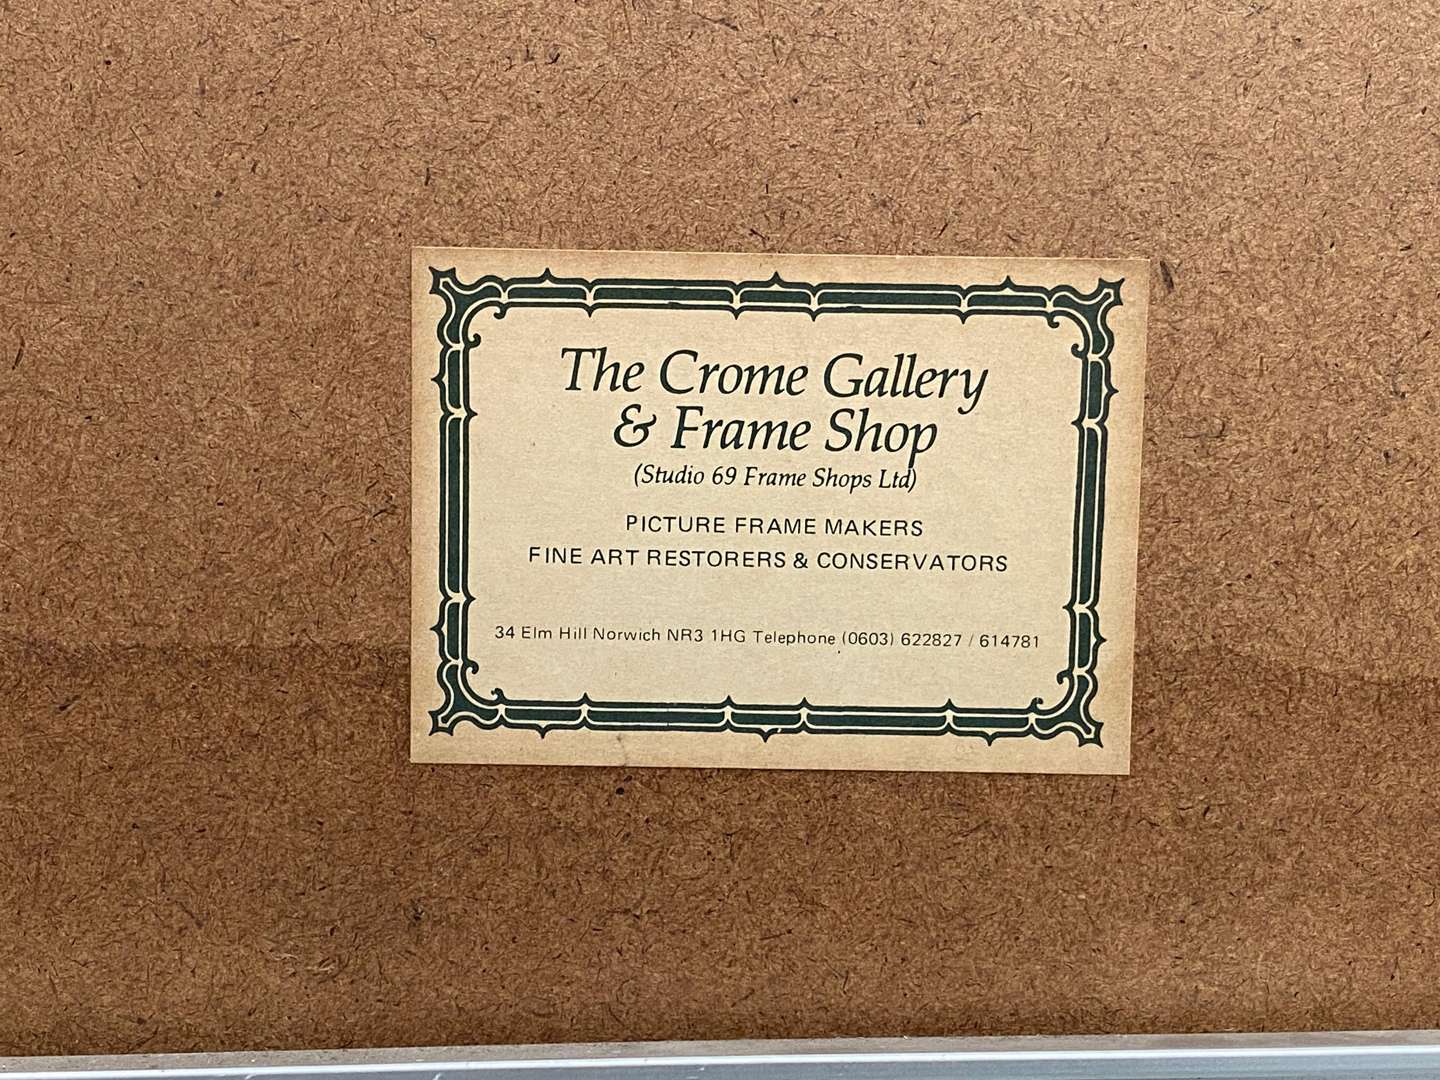 The Crome Gallery
& Frame Shop
(Studio 69 Frame Shops Ltd)
PICTURE FRAME MAKERS
FINE ART RESTORERS & CONSERVATORS
34 Elm Hill Norwich NR3 1HG Telephone (0603) 622827 / 614781